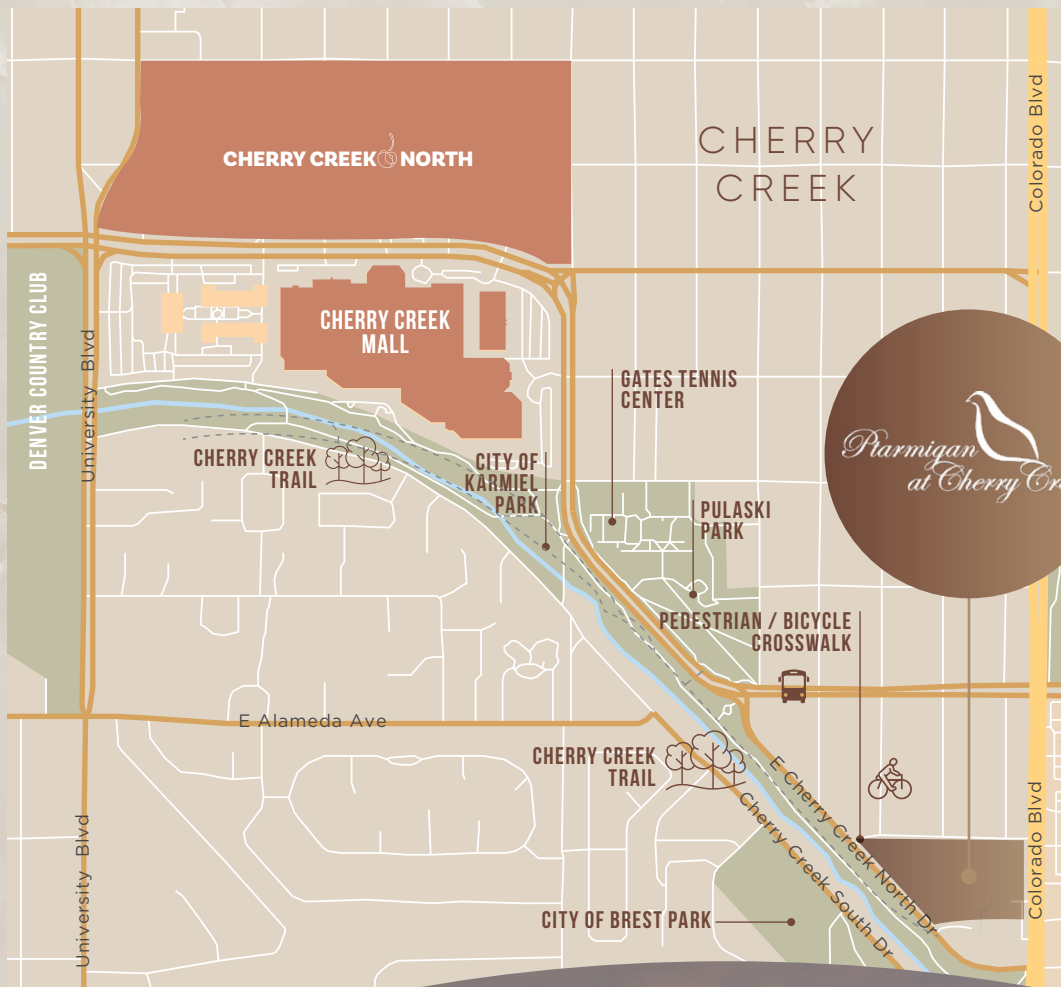 CHERRY CREEK NORTH
CHERRY
CREEK
Colorado Blvd
DENVER COUNTRY CLUB
University Blvd
CHERRY CREEK
MALL
GATES TENNIS
CENTER
Ptarmigan
at Cherry Cre
CHERRY CREEK
TRAIL
CITY OF
KARMIEL
PARK
PULASKI
PARK
PEDESTRIAN / BICYCLE
CROSSWALK
E Alameda Ave
CHERRY CREEK
TRAIL
E Cherry Creek North Dr
Cherry Creek South Dr
University Blvd
Colorado Blvd
CITY OF BREST PARK